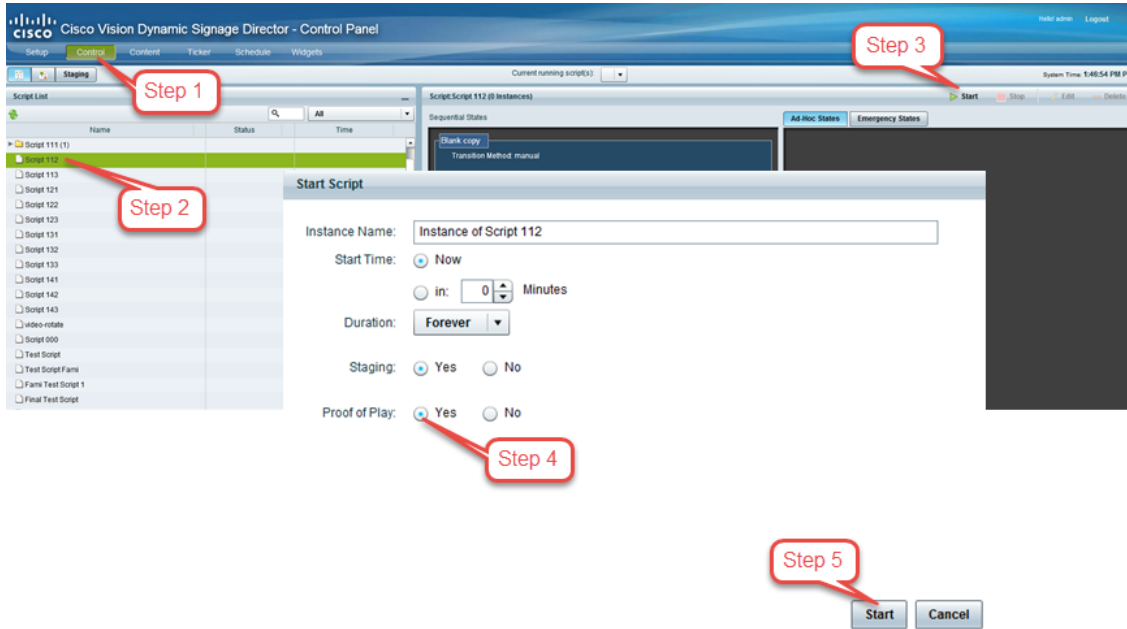 CISCO Cisco Vision Dynamic Signage Director - Control Panel
Hello! admin Logout
Setup Control Content Ticker Schedule Widgets
Step 3
Staging
Current running script(s):
System Time: 1:46:54 PM P
Step 1
Script List
Script:Script 112 (0 Instances)
Start Stop Edit Delete
All
Sequential States
Ad-Hoc States Emergency States
Name Status Time
Script 111 (1)
Blank copy
Transition Method: manual
Script 112
Script 113
Script 121
Script 122
Script 123
Script 131
Script 132
Script 133
Script 141
Script 142
Script 143
video-rotate
Script 000
Test Script
Test Script Fami
Fami Test Script 1
Final Test Script
Step 2
Start Script
Instance Name: Instance of Script 112
Start Time: Now
in: 0 Minutes
Duration: Forever
Staging: Yes No
Proof of Play: Yes No
Step 4
Step 5
Start Cancel